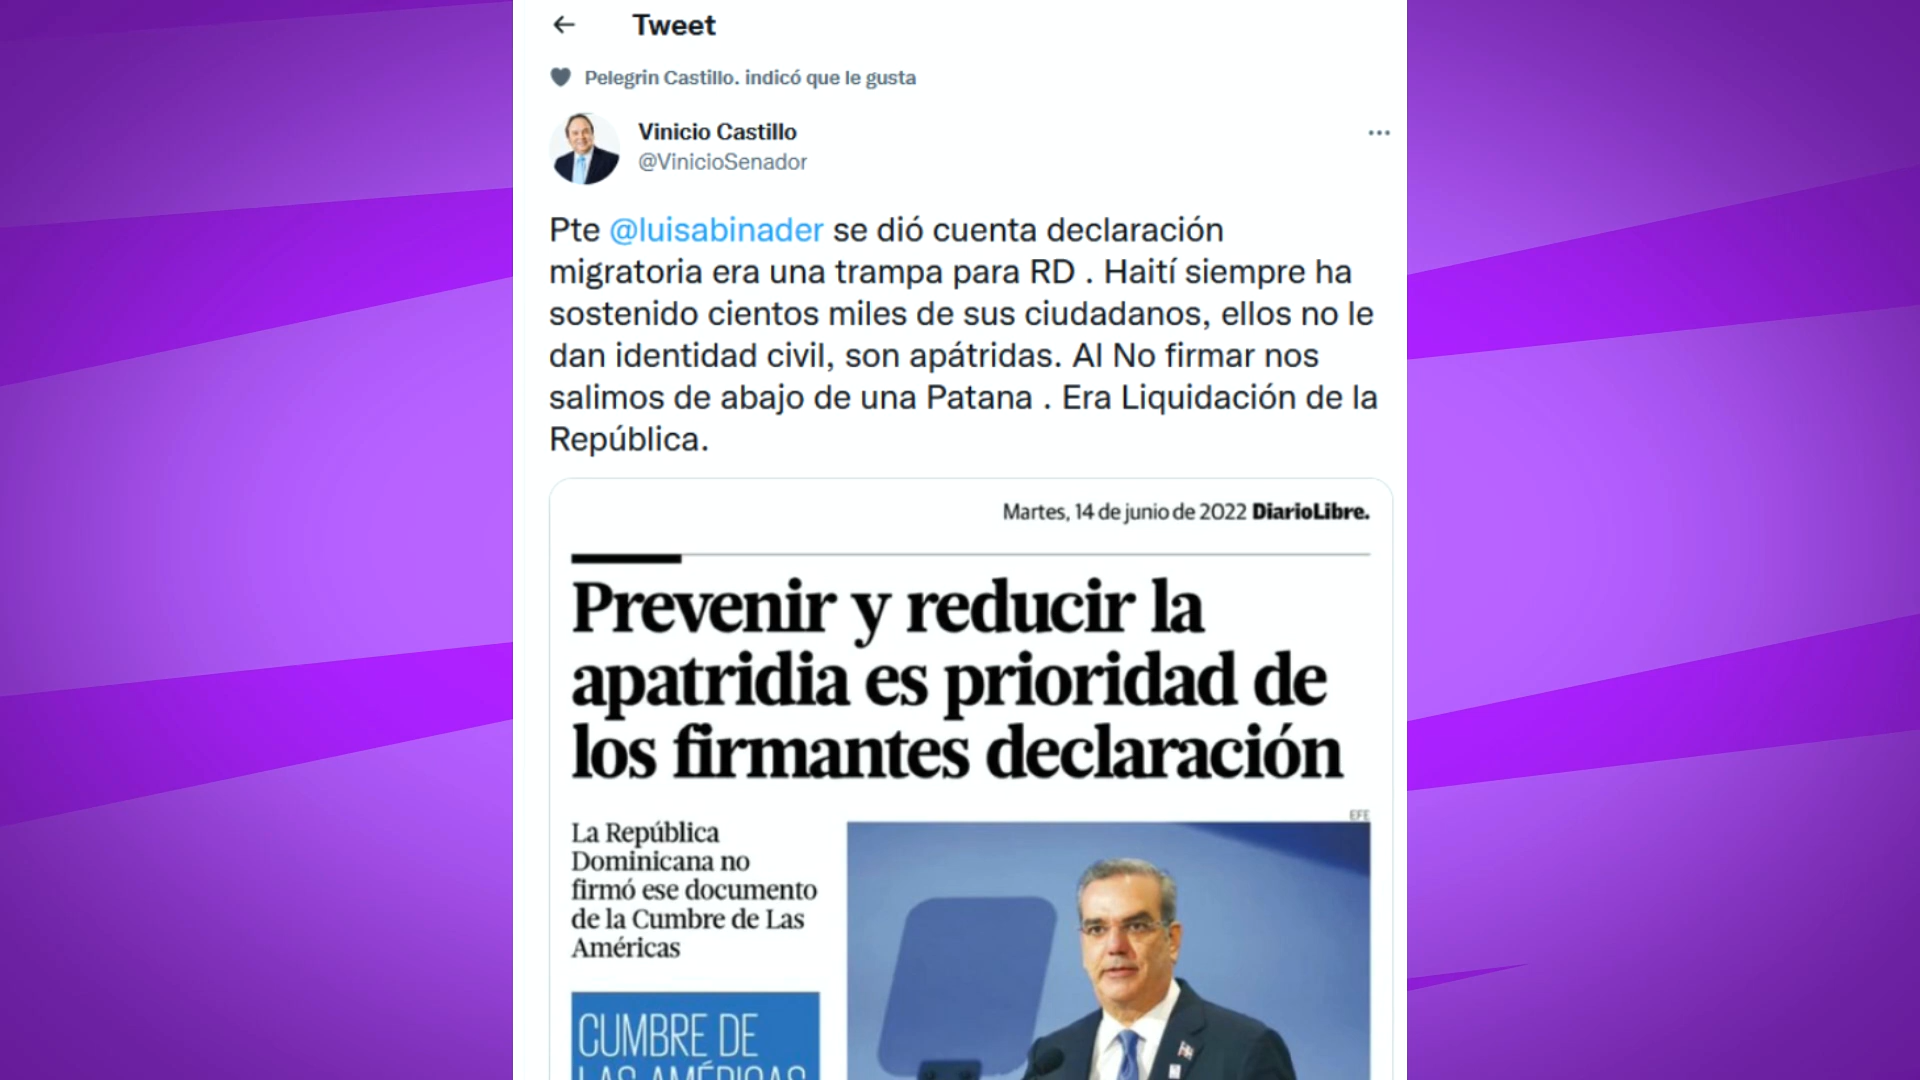 Tweet
Pelegrin Castillo. indicó que le gusta
Vinicio Castillo
@VinicioSenador
Pte @luisabinader se dió cuenta declaración
migratoria era una trampa para RD . Haití siempre ha
sostenido cientos miles de sus ciudadanos, ellos no le
dan identidad civil, son apátridas. Al No firmar nos
salimos de abajo de una Patana . Era Liquidación de la
República.
Martes, 14 de junio de 2022 DiarioLibre.
Prevenir y reducir la
apatridia es prioridad de
los firmantes declaración
EFE
La República
Dominicana no
firmó ese documento
de la Cumbre de Las
Américas
CUMBRE DE
LAS AMÉRICAS